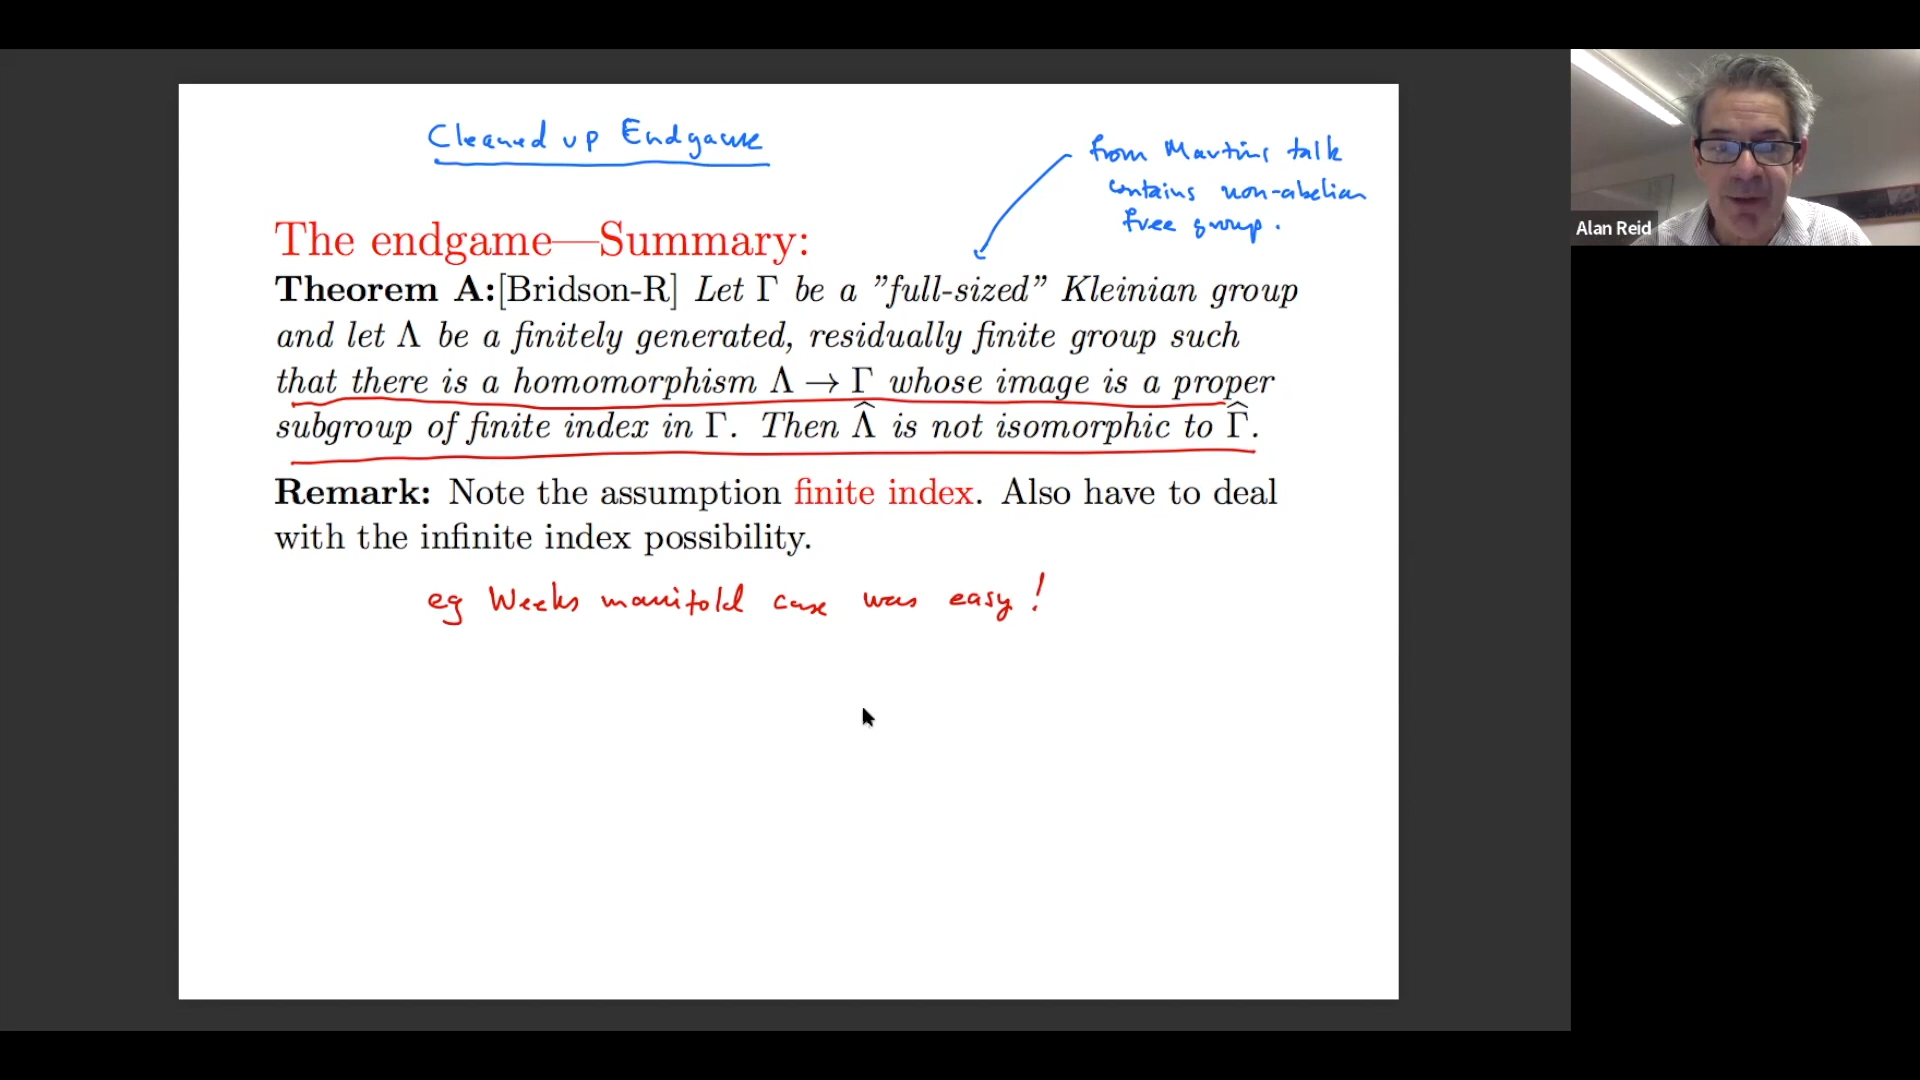 Cleaned up Endgame
from Martins talk
contains non-abelian
free group.
The endgame—Summary:
Theorem A:[Bridson-R] Let Γ be a ”full-sized” Kleinian group
and let Λ be a finitely generated, residually finite group such
that there is a homomorphism Λ → Γ whose image is a proper
subgroup of finite index in Γ. Then Λ̂ is not isomorphic to Γ̂.
Remark: Note the assumption finite index. Also have to deal
with the infinite index possibility.
eg Weeks manifold case was easy!
Alan Reid